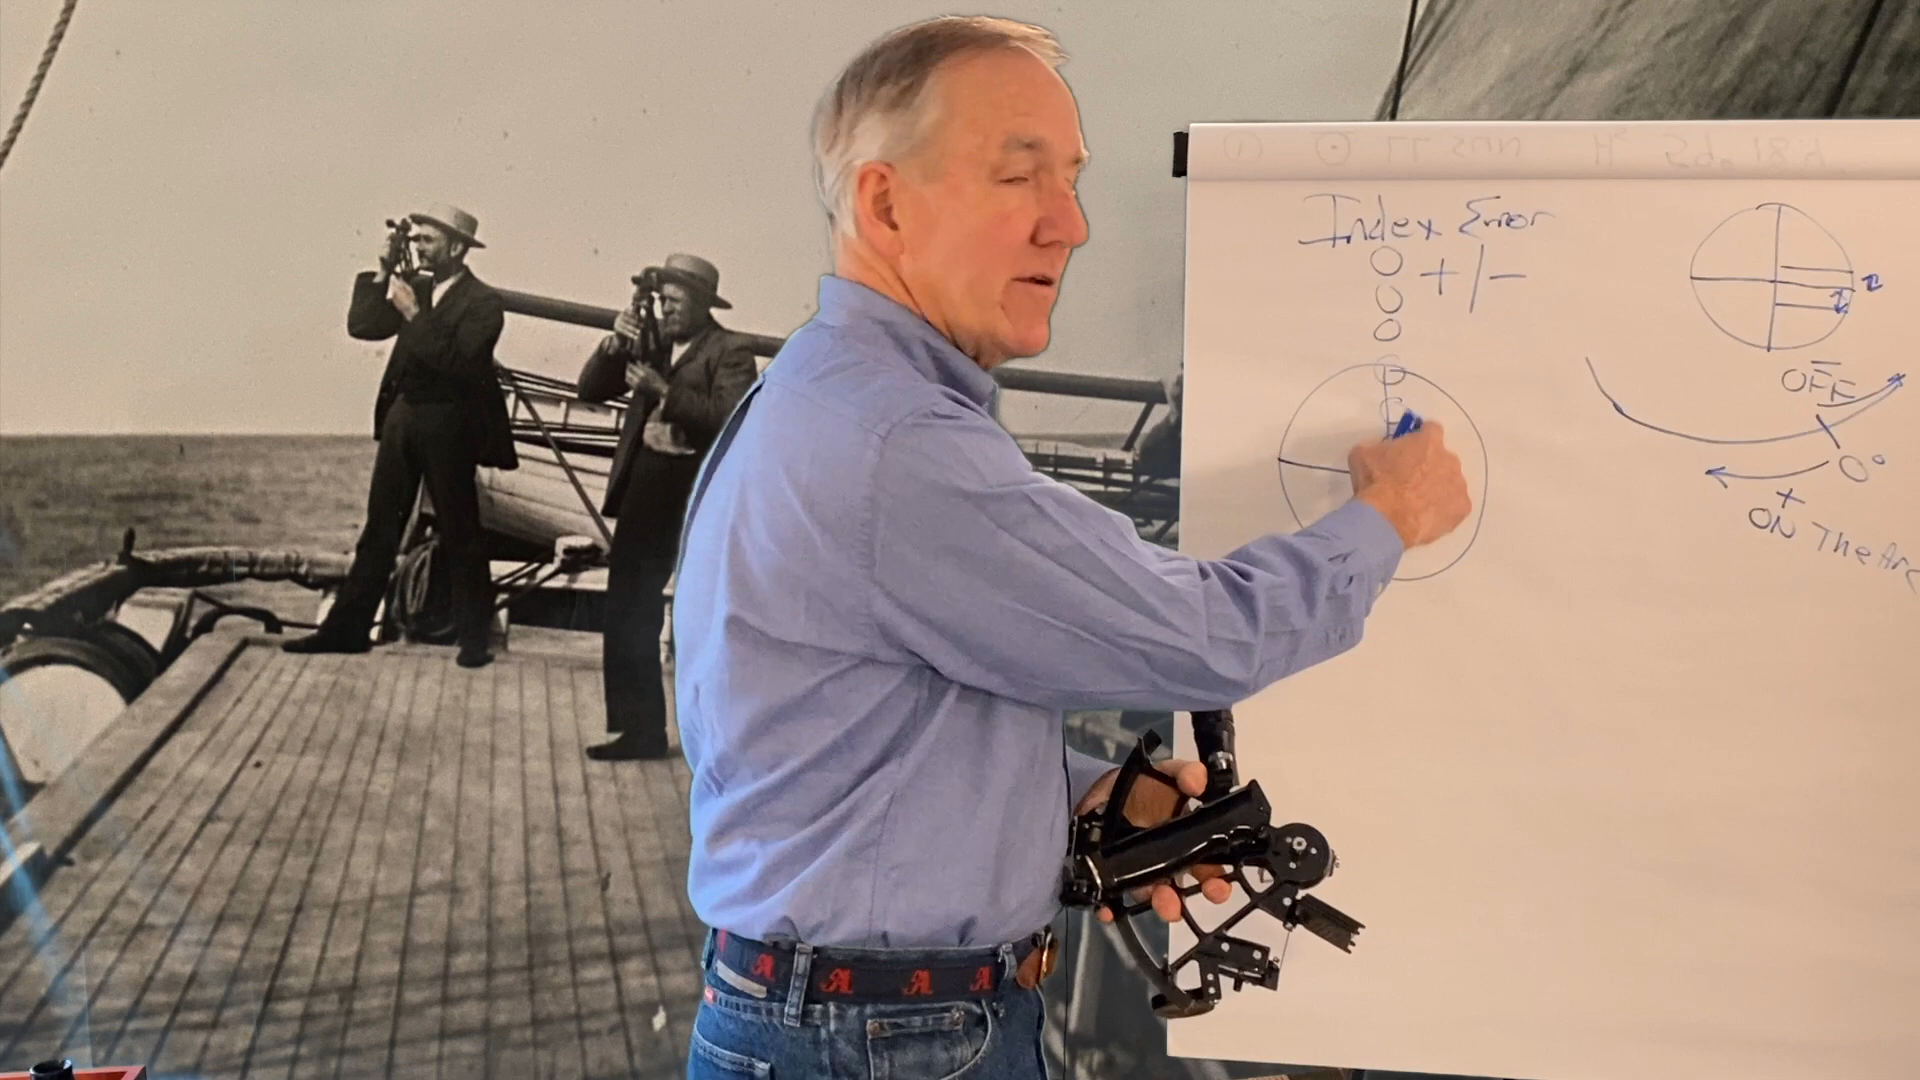 Index Error
+/-
OFF
0°
+
ON The Arc
A A A A